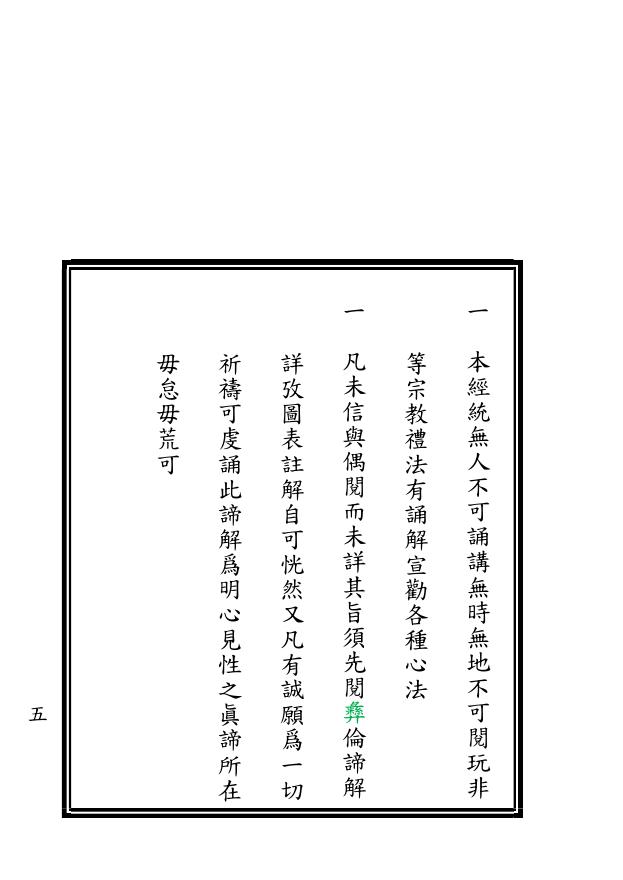 一 本經統無人不可誦講無時無地不可閱玩非
等宗教禮法有誦解宣勸各種心法
一 凡未信與偶閱而未詳其旨須先閱彝倫諦解
詳攷圖表註解自可恍然又凡有誠願爲一切
祈禱可虔誦此諦解爲明心見性之眞諦所在
毋怠毋荒可
五